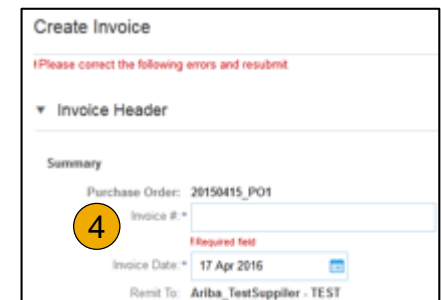 Create Invoice
!Please correct the following errors and resubmit
▼ Invoice Header
Summary
Purchase Order: 20150415_PO1
4
Invoice #:*
!Required field
Invoice Date:* 17 Apr 2016
Remit To: Ariba_TestSuppiler - TEST